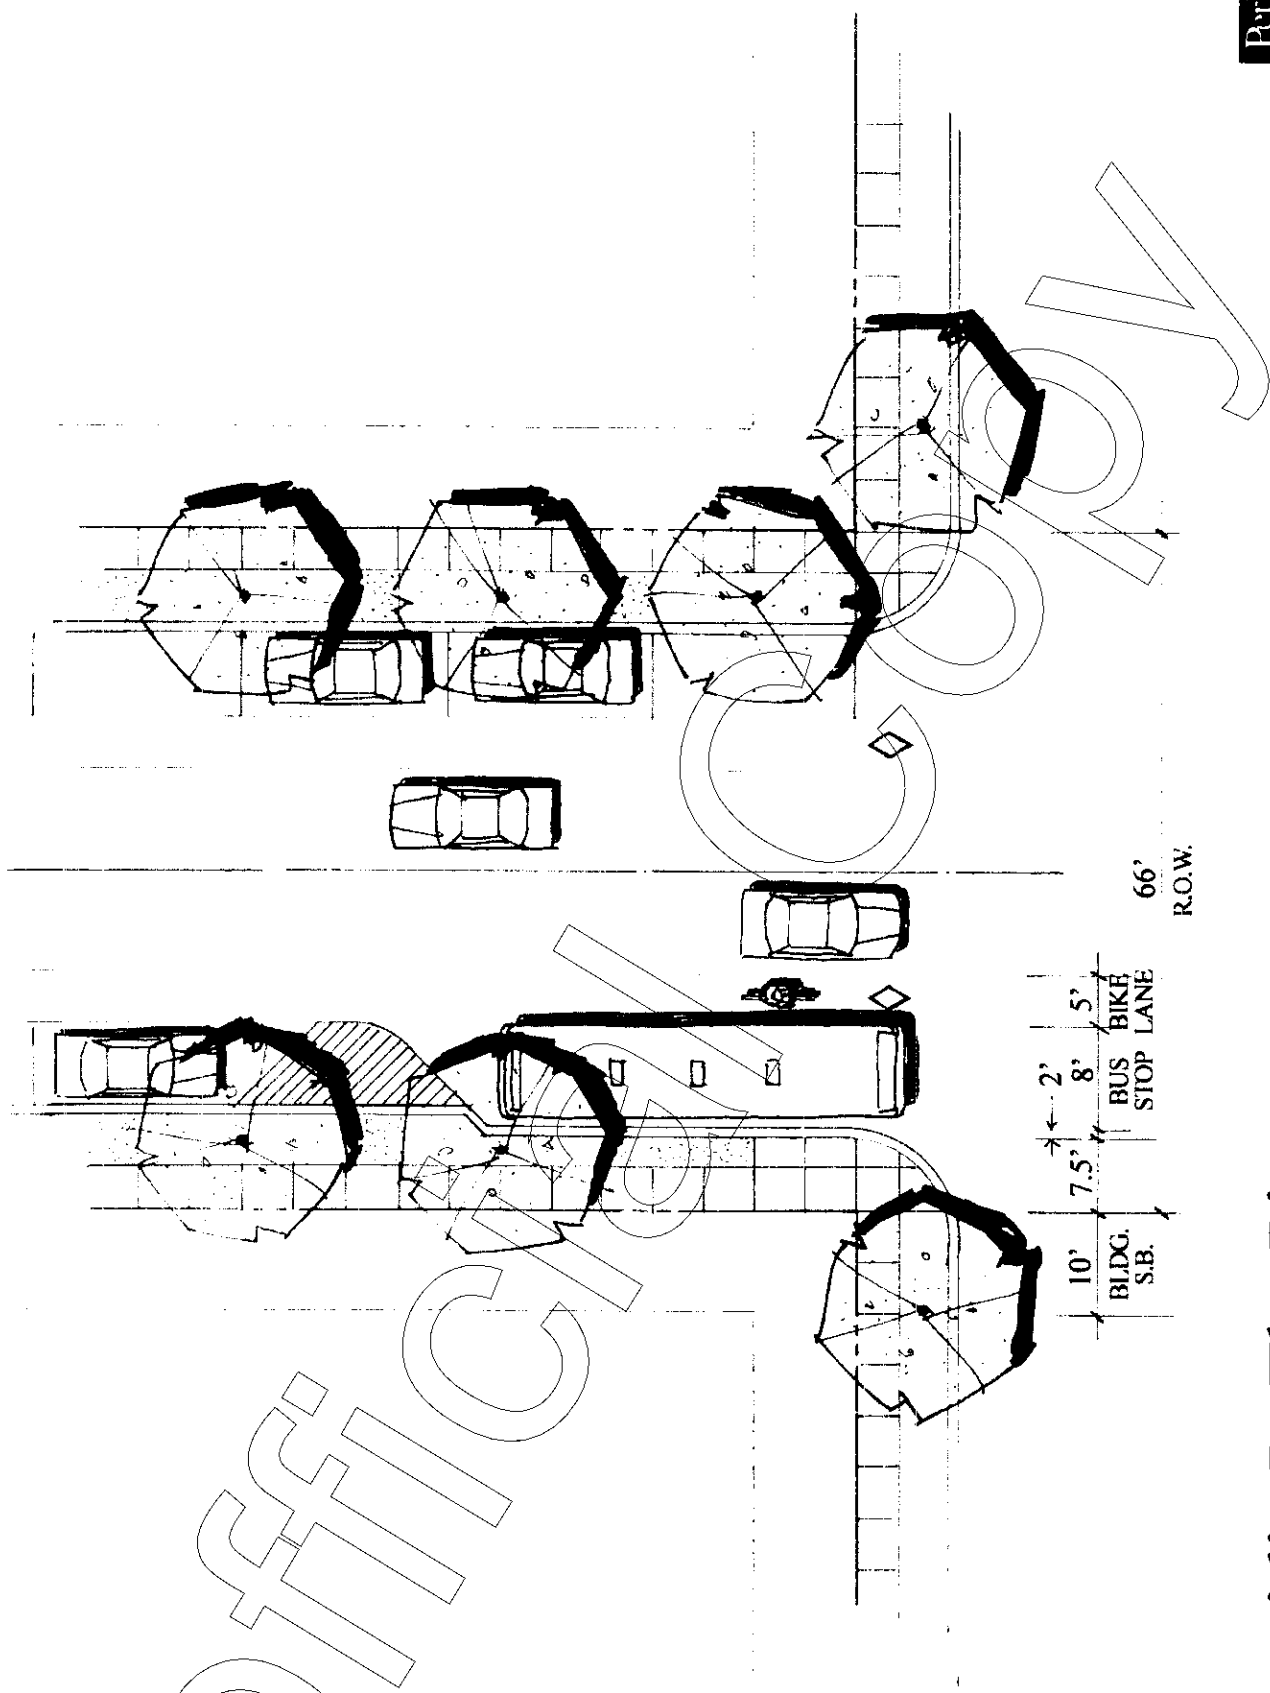 66'
R.O.W.
5'
BIKE
LANE
2'
8'
BUS
STOP
7.5'
10'
BLDG.
S.B.
official Copy